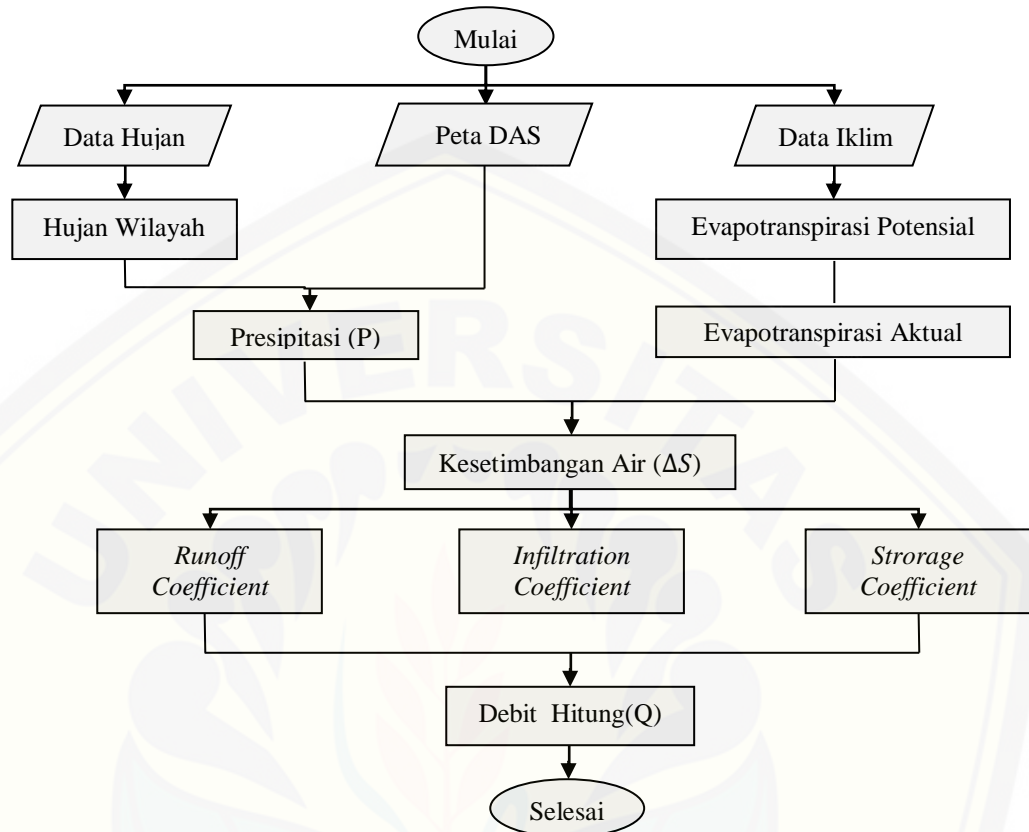 Mulai
Data Hujan
Peta DAS
Data Iklim
Hujan Wilayah
Evapotranspirasi Potensial
Presipitasi (P)
Evapotranspirasi Aktual
Kesetimbangan Air (ΔS)
Runoff
Coefficient
Infiltration
Coefficient
Strorage
Coefficient
Debit Hitung(Q)
Selesai
UNIVERSITAS